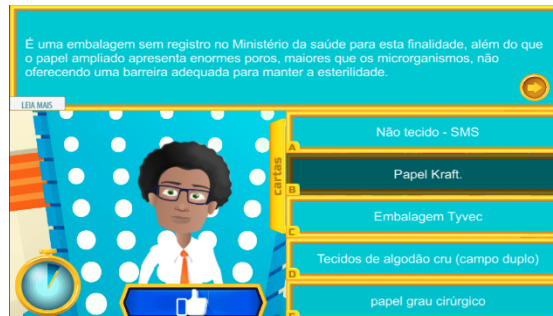 É uma embalagem sem registro no Ministério da saúde para esta finalidade, além do que
o papel ampliado apresenta enormes poros, maiores que os microrganismos, não
oferecendo uma barreira adequada para manter a esterilidade.
LEIA MAIS
cartas
Não tecido - SMS
A
Papel Kraft.
B
Embalagem Tyvec
C
Tecidos de algodão cru (campo duplo)
D
papel grau cirúrgico